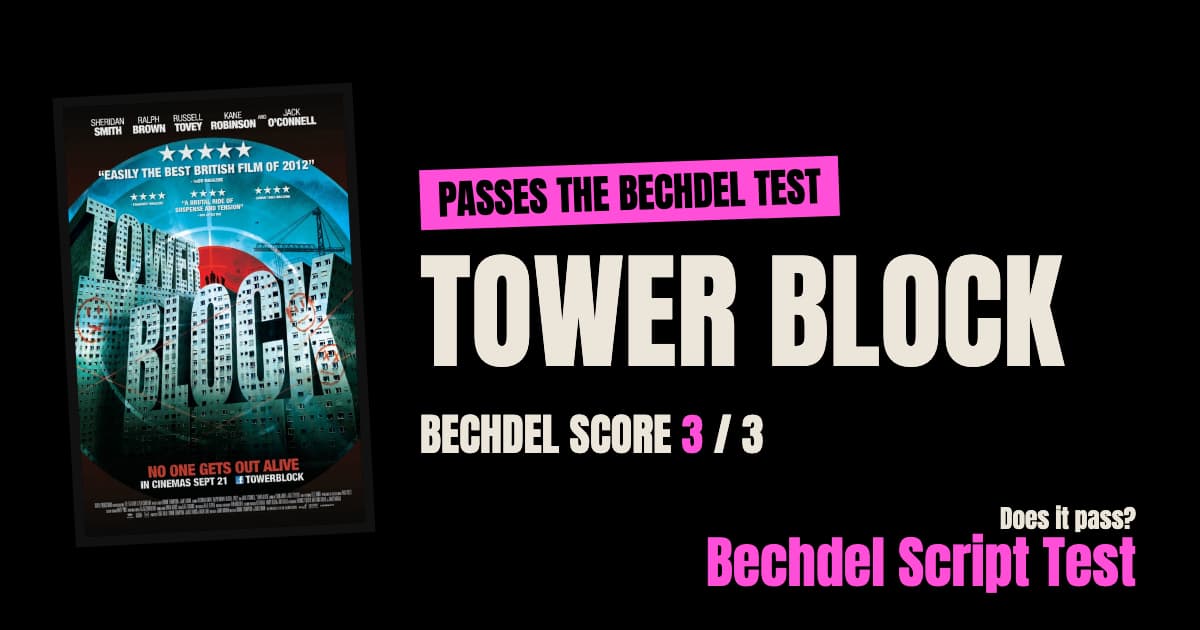 SHERIDAN SMITH RALPH BROWN RUSSELL TOVEY KANE ROBINSON AND JACK O'CONNELL
★★★★★
"EASILY THE BEST BRITISH FILM OF 2012"
★★★★ ★★★★ ★★★★
"A BRUTAL RIDE OF
SUSPENSE AND TENSION"
TOWER
BLOCK
NO ONE GETS OUT ALIVE
IN CINEMAS SEPT 21 f TOWERBLOCK
PASSES THE BECHDEL TEST
TOWER BLOCK
BECHDEL SCORE 3 / 3
Does it pass?
Bechdel Script Test